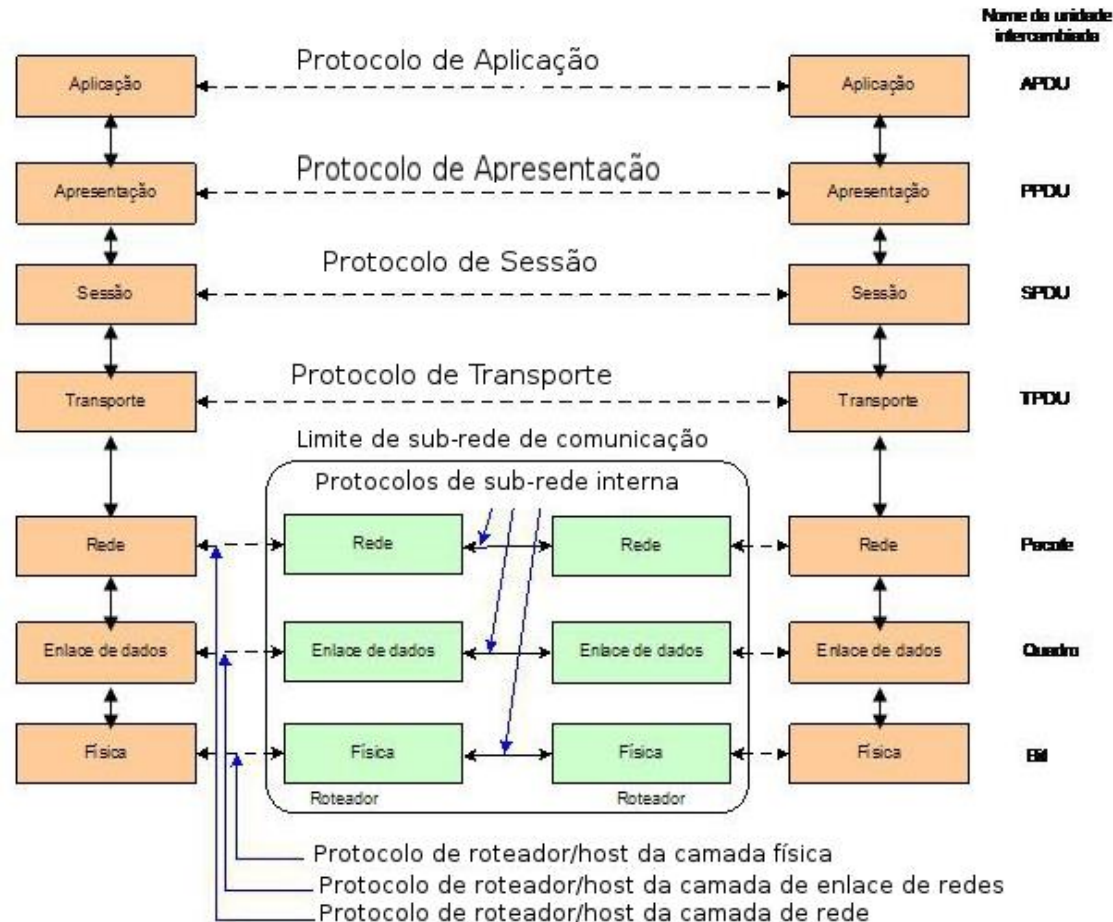 Nome da unidade
intercambiada
Protocolo de Aplicação
Aplicação
Aplicação
APDU
Protocolo de Apresentação
Apresentação
Apresentação
PPDU
Protocolo de Sessão
Sessão
Sessão
SPDU
Protocolo de Transporte
Transporte
Transporte
TPDU
Limite de sub-rede de comunicação
Protocolos de sub-rede interna
Rede
Rede
Rede
Rede
Pacote
Enlace de dados
Enlace de dados
Enlace de dados
Enlace de dados
Quadro
Física
Física
Física
Física
Bit
Roteador
Roteador
Protocolo de roteador/host da camada física
Protocolo de roteador/host da camada de enlace de redes
Protocolo de roteador/host da camada de rede